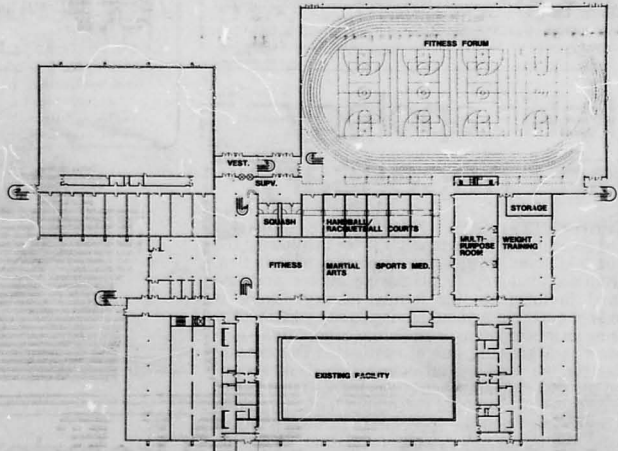 FITNESS FORUM
VEST.
SUPV.
STORAGE
SQUASH
HANDBALL/
RACQUETBALL COURTS
MULTI-
PURPOSE
ROOM
WEIGHT
TRAINING
FITNESS
MARTIAL
ARTS
SPORTS MED.
EXISTING FACILITY